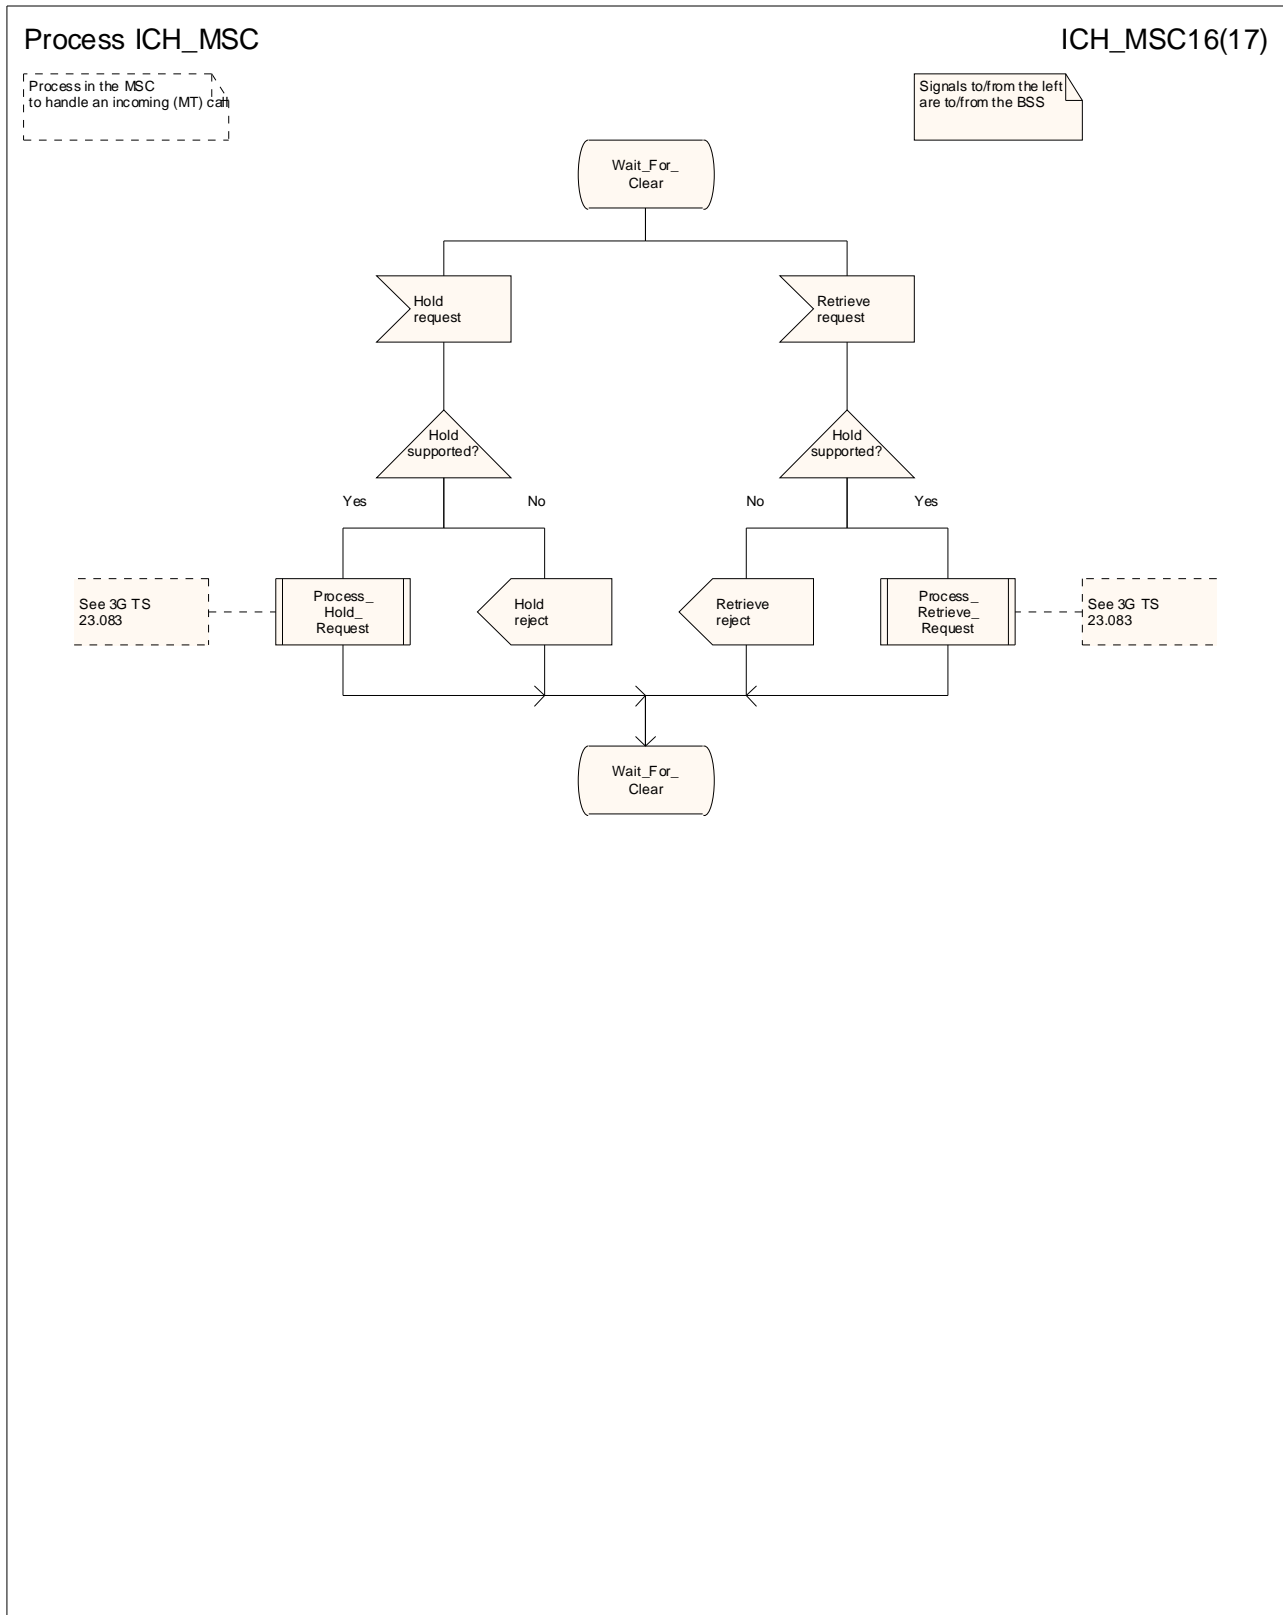 Process ICH_MSC
ICH_MSC16(17)
Process in the MSC
to handle an incoming (MT) call
Signals to/from the left
are to/from the BSS
Wait_For_
Clear
Hold
request
Retrieve
request
Hold
supported?
Hold
supported?
Yes
No
No
Yes
See 3G TS
23.083
Process_
Hold_
Request
Hold
reject
Retrieve
reject
Process_
Retrieve_
Request
See 3G TS
23.083
Wait_For_
Clear